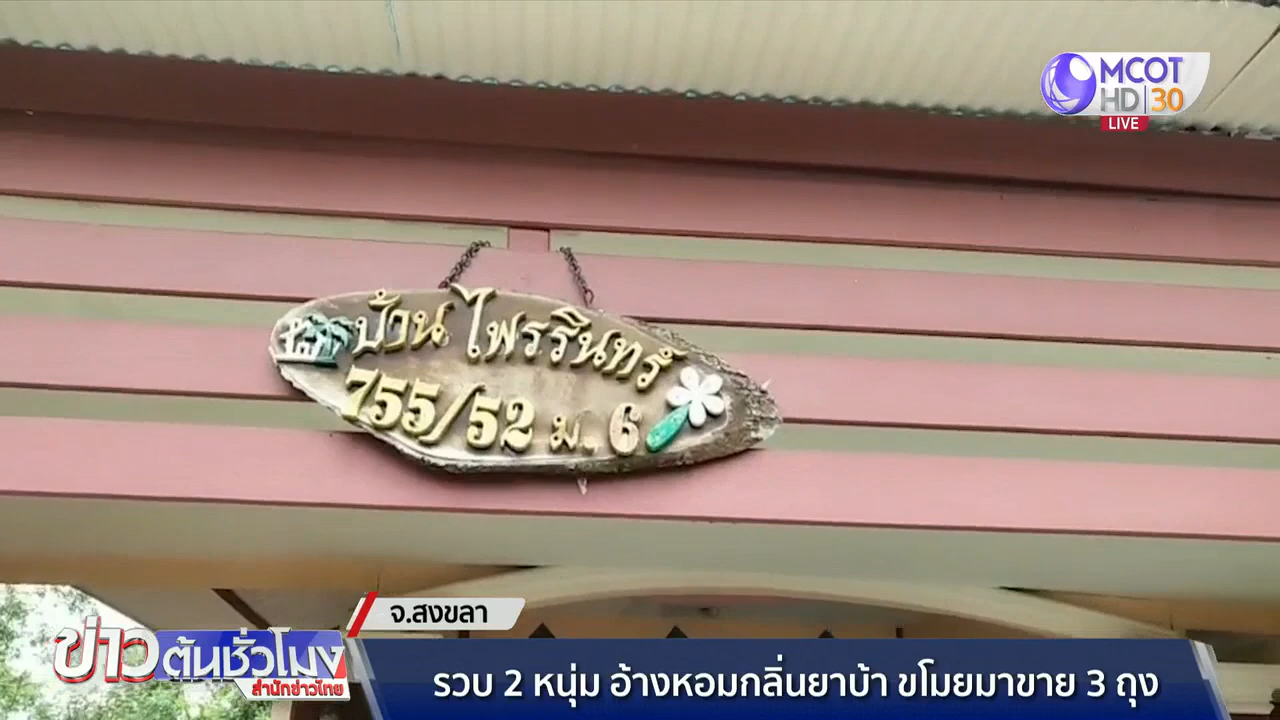 MCOT
HD 30
LIVE
บ้าน ไพรรินทร์
755/52 ม. 6
จ.สงขลา
ข่าว
ต้นชั่วโมง
สำนักข่าวไทย
รวบ 2 หนุ่ม อ้างหอมกลิ่นยาบ้า ขโมยมาขาย 3 ถุง